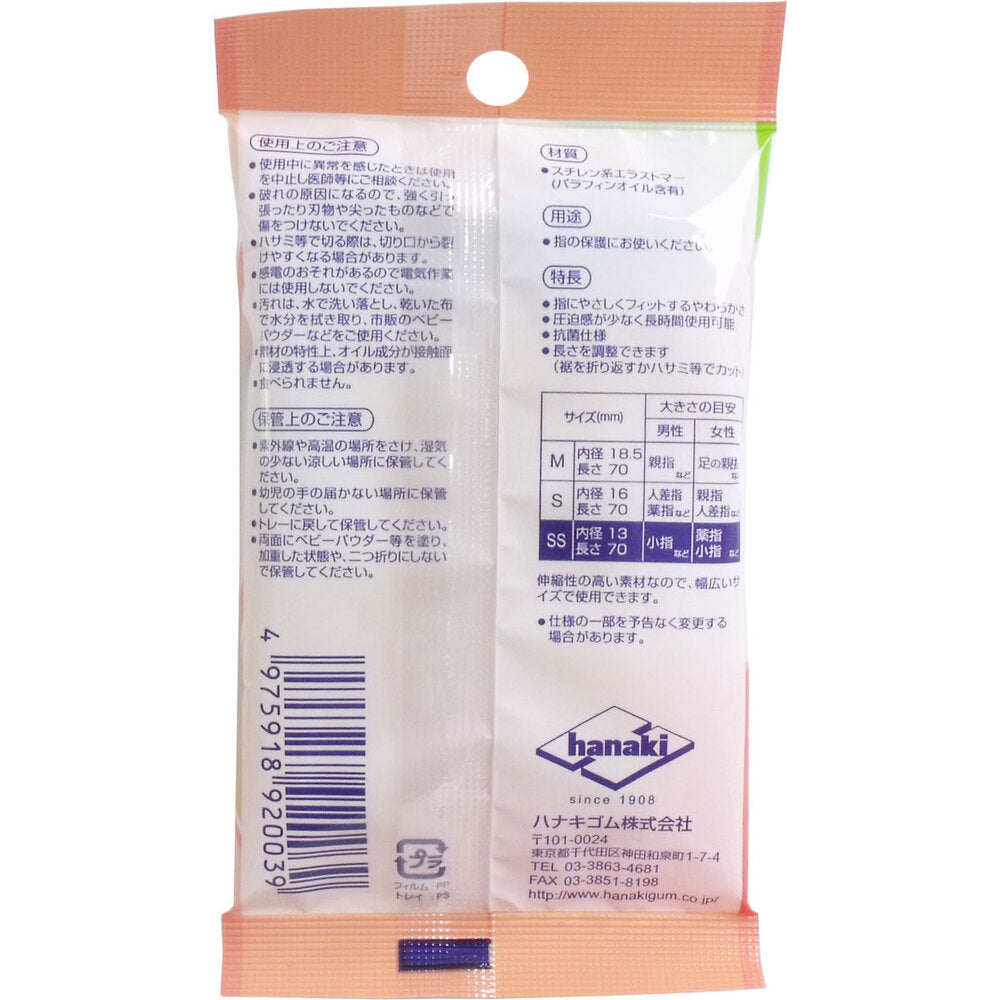 使用上のご注意
●使用中に異常を感じたときは使用
を中止し医師等にご相談ください。
●破れの原因になるので、強く引っ
張ったり刃物や尖ったものなどで
傷をつけないでください。
●ハサミ等で切る際は、切り口から裂
けやすくなる場合があります。
●感電のおそれがあるので電気作業
には使用しないでください。
●汚れは、水で洗い落とし、乾いた布
で水分を拭き取り、市販のベビー
パウダーなどをご使用ください。
●素材の特性上、オイル成分が接触面
に浸透する場合があります。
●食べられません。
保管上のご注意
●紫外線や高温の場所をさけ、湿気
の少ない涼しい場所に保管してく
ださい。
●幼児の手の届かない場所に保管
してください。
●トレーに戻して保管してください。
●両面にベビーパウダー等を塗り、
加重した状態や、二つ折りにしない
で保管してください。
4 975918 920039
プラ
フィルム:PP
トレイ:PS
材質
●スチレン系エラストマー
(パラフィンオイル含有)
用途
●指の保護にお使いください。
特長
●指にやさしくフィットするやわらかさ
●圧迫感が少なく長時間使用可能
●抗菌仕様
●長さを調整できます
(裾を折り返すかハサミ等でカット)
サイズ(mm) 大きさの目安
男性 女性
M 内径 18.5 長さ 70 親指など 足の親指など
S 内径 16 長さ 70 人差指 薬指など 親指 人差指など
SS 内径 13 長さ 70 小指など 薬指 小指など
伸縮性の高い素材なので、幅広いサ
イズで使用できます。
●仕様の一部を予告なく変更する
場合があります。
hanaki
since 1908
ハナキゴム株式会社
〒101-0024
東京都千代田区神田和泉町1-7-4
TEL 03-3863-4681
FAX 03-3851-8198
http://www.hanakigum.co.jp/